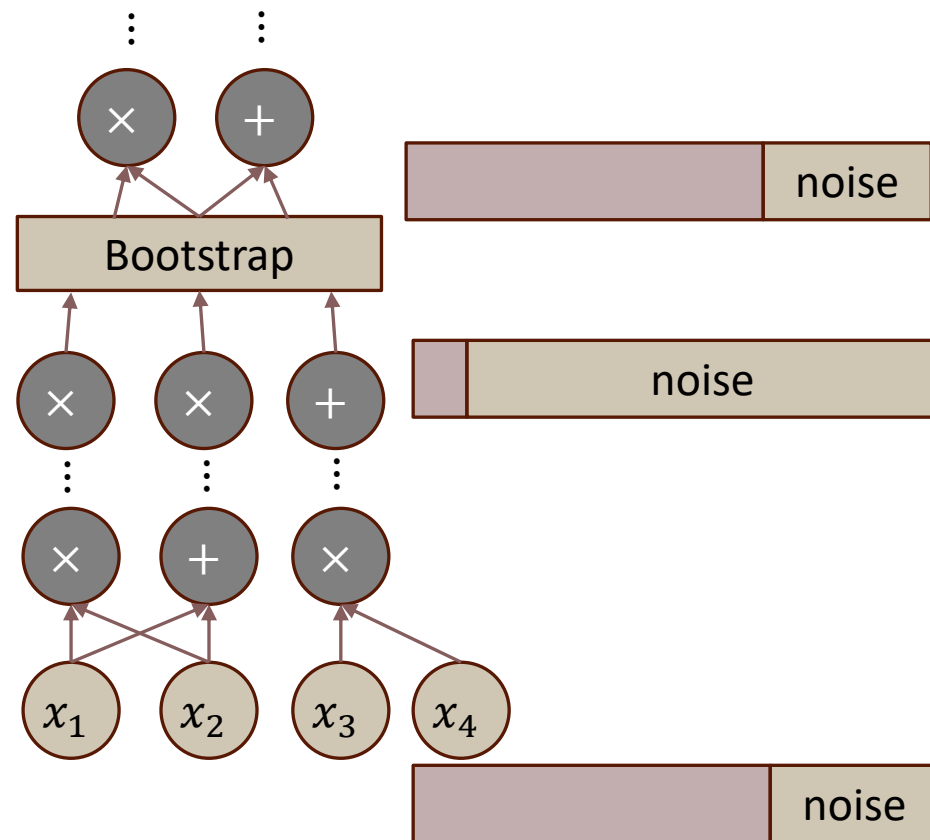 ⋮ ⋮
× +
noise
Bootstrap
noise
× × +
⋮ ⋮ ⋮
× + ×
x₁ x₂ x₃ x₄
noise